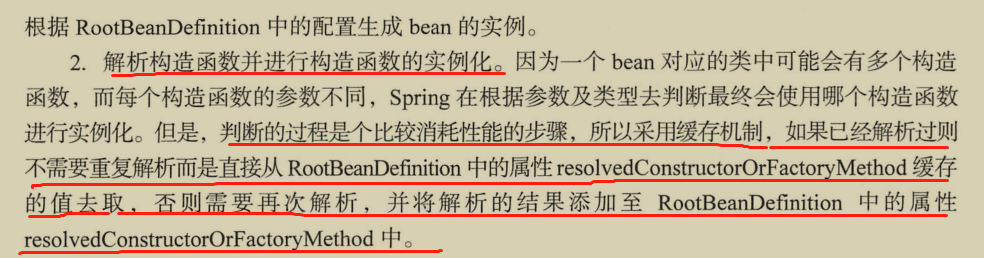 根据 RootBeanDefinition 中的配置生成 bean 的实例。
2. 解析构造函数并进行构造函数的实例化。因为一个 bean 对应的类中可能会有多个构造
函数，而每个构造函数的参数不同，Spring 在根据参数及类型去判断最终会使用哪个构造函数
进行实例化。但是，判断的过程是个比较消耗性能的步骤，所以采用缓存机制，如果已经解析过则
不需要重复解析而是直接从 RootBeanDefinition 中的属性 resolvedConstructorOrFactoryMethod 缓存
的值去取，否则需要再次解析，并将解析的结果添加至 RootBeanDefinition 中的属性
resolvedConstructorOrFactoryMethod 中。